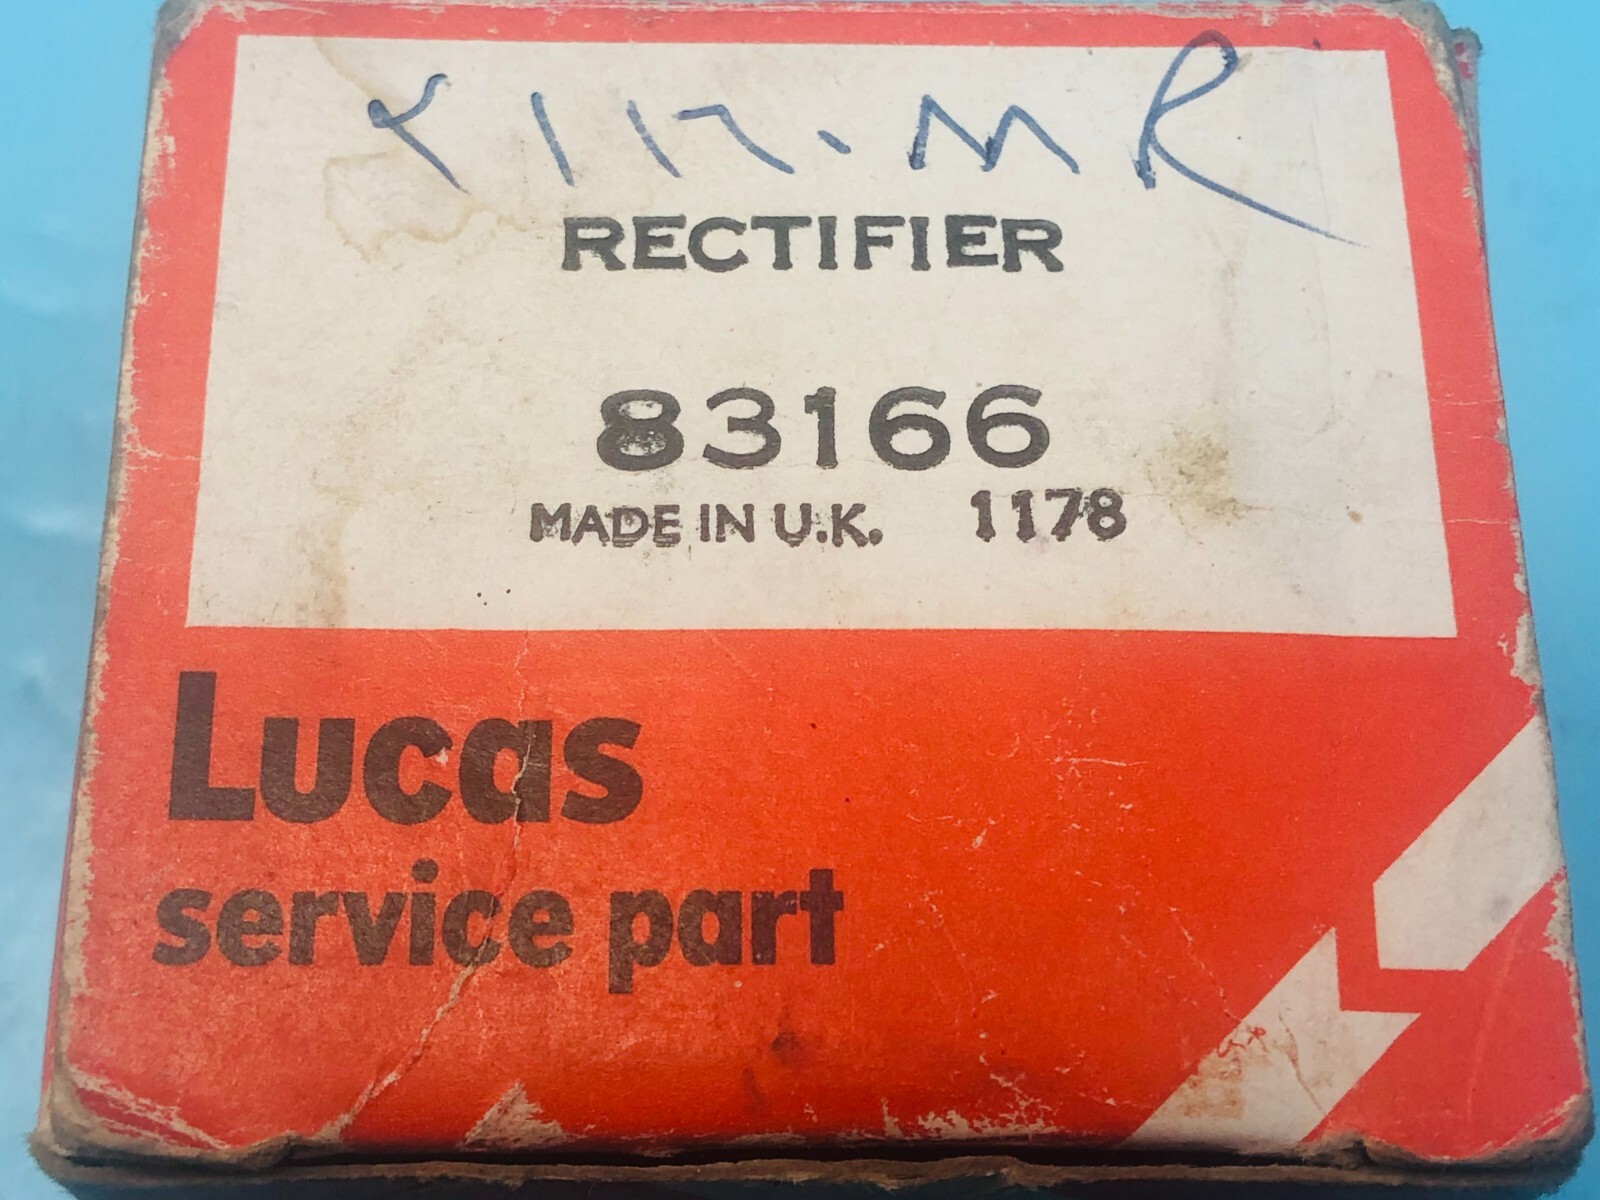 RECTIFIER
83166
MADE IN U.K. 1178
Lucas
service part